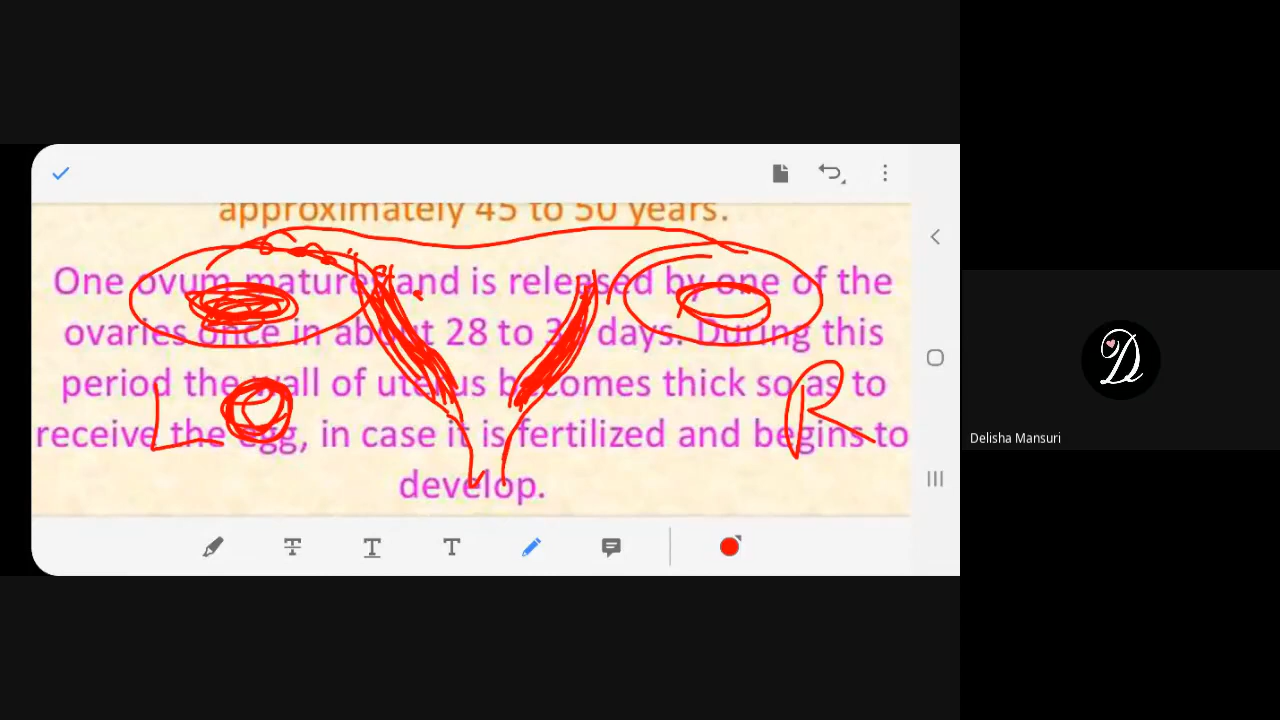 approximately 45 to 50 years.
One ovum matures and is released by one of the
ovaries once in about 28 to 30 days. During this
period the wall of uterus becomes thick so as to
receive the egg, in case it is fertilized and begins to
develop.
L
R
T
T
T
D
Delisha Mansuri